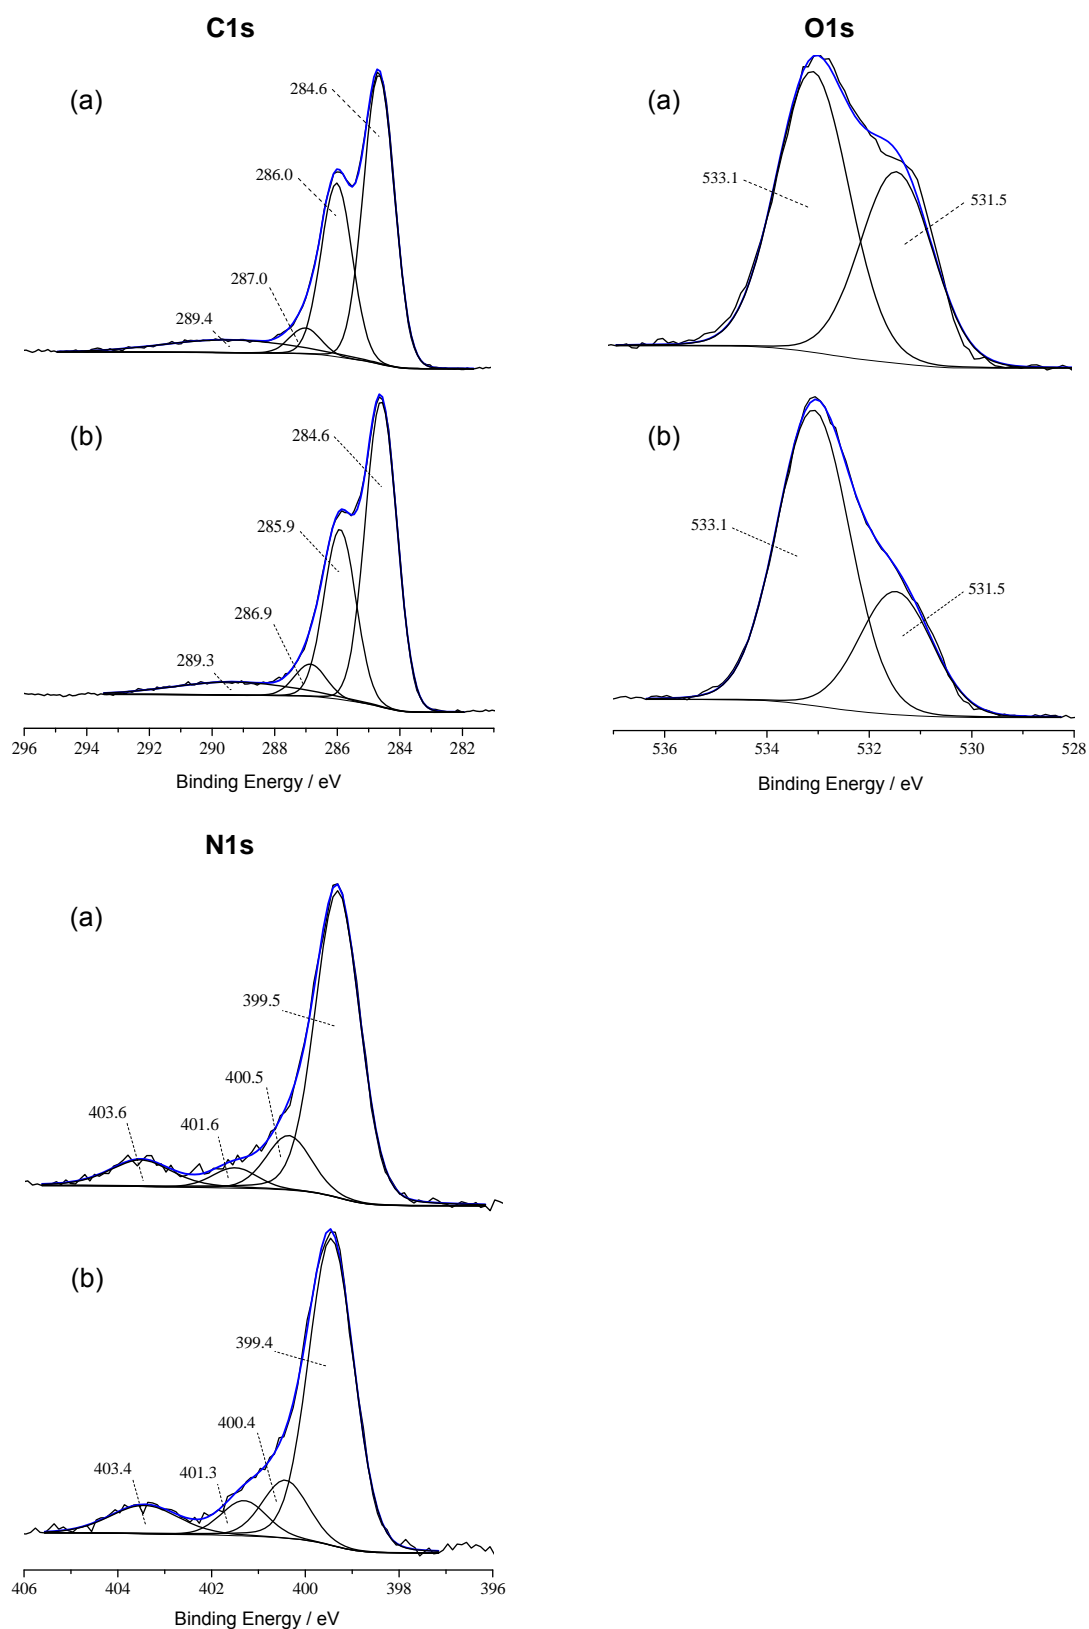 C1s
(a)
284.6
286.0
287.0
289.4
(b)
284.6
285.9
286.9
289.3
296 294 292 290 288 286 284 282
Binding Energy / eV
O1s
(a)
533.1
531.5
(b)
533.1
531.5
536 534 532 530 528
Binding Energy / eV
N1s
(a)
399.5
400.5
401.6
403.6
(b)
399.4
400.4
401.3
403.4
406 404 402 400 398 396
Binding Energy / eV